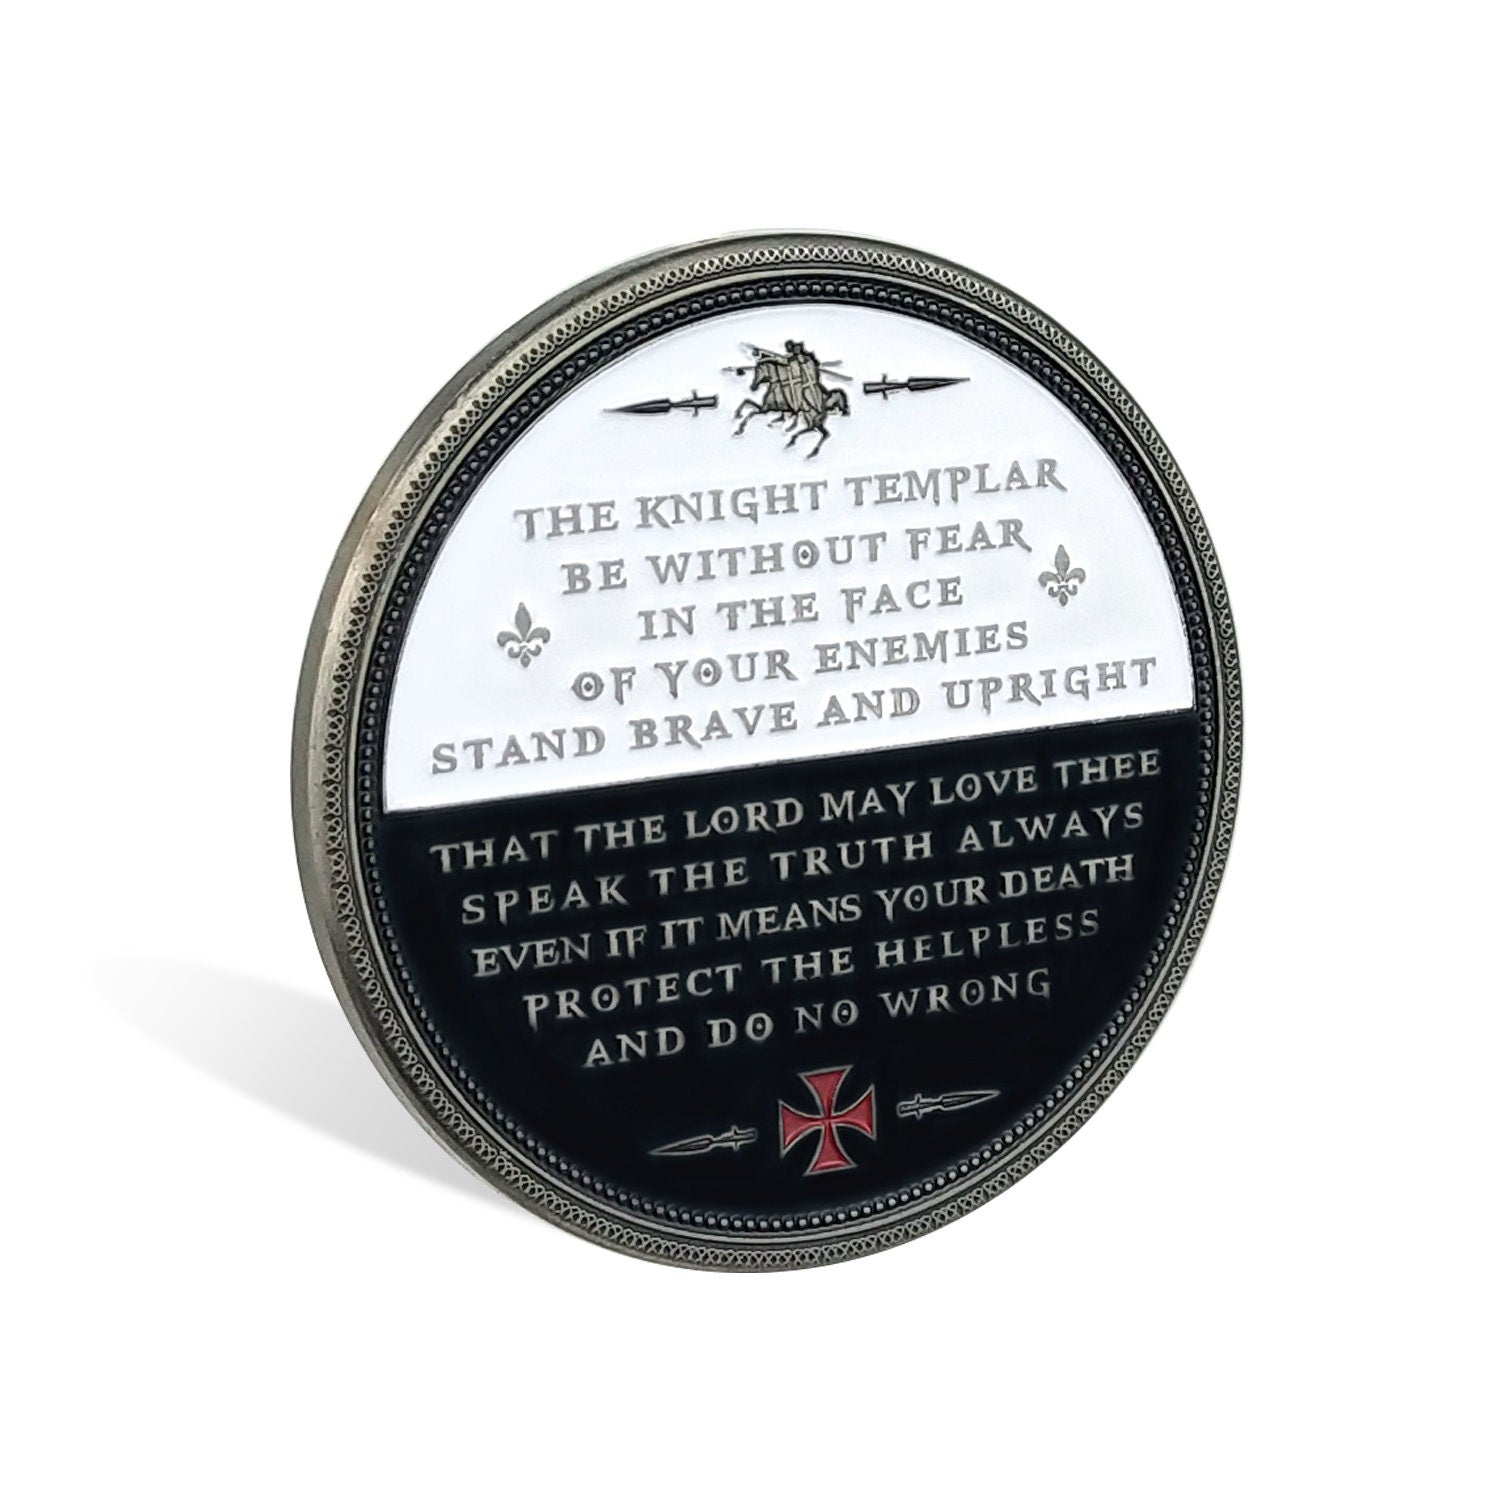 THE KNIGHT TEMPLAR
BE WITHOUT FEAR
IN THE FACE
OF YOUR ENEMIES
STAND BRAVE AND UPRIGHT
THAT THE LORD MAY LOVE THEE
SPEAK THE TRUTH ALWAYS
EVEN IF IT MEANS YOUR DEATH
PROTECT THE HELPLESS
AND DO NO WRONG